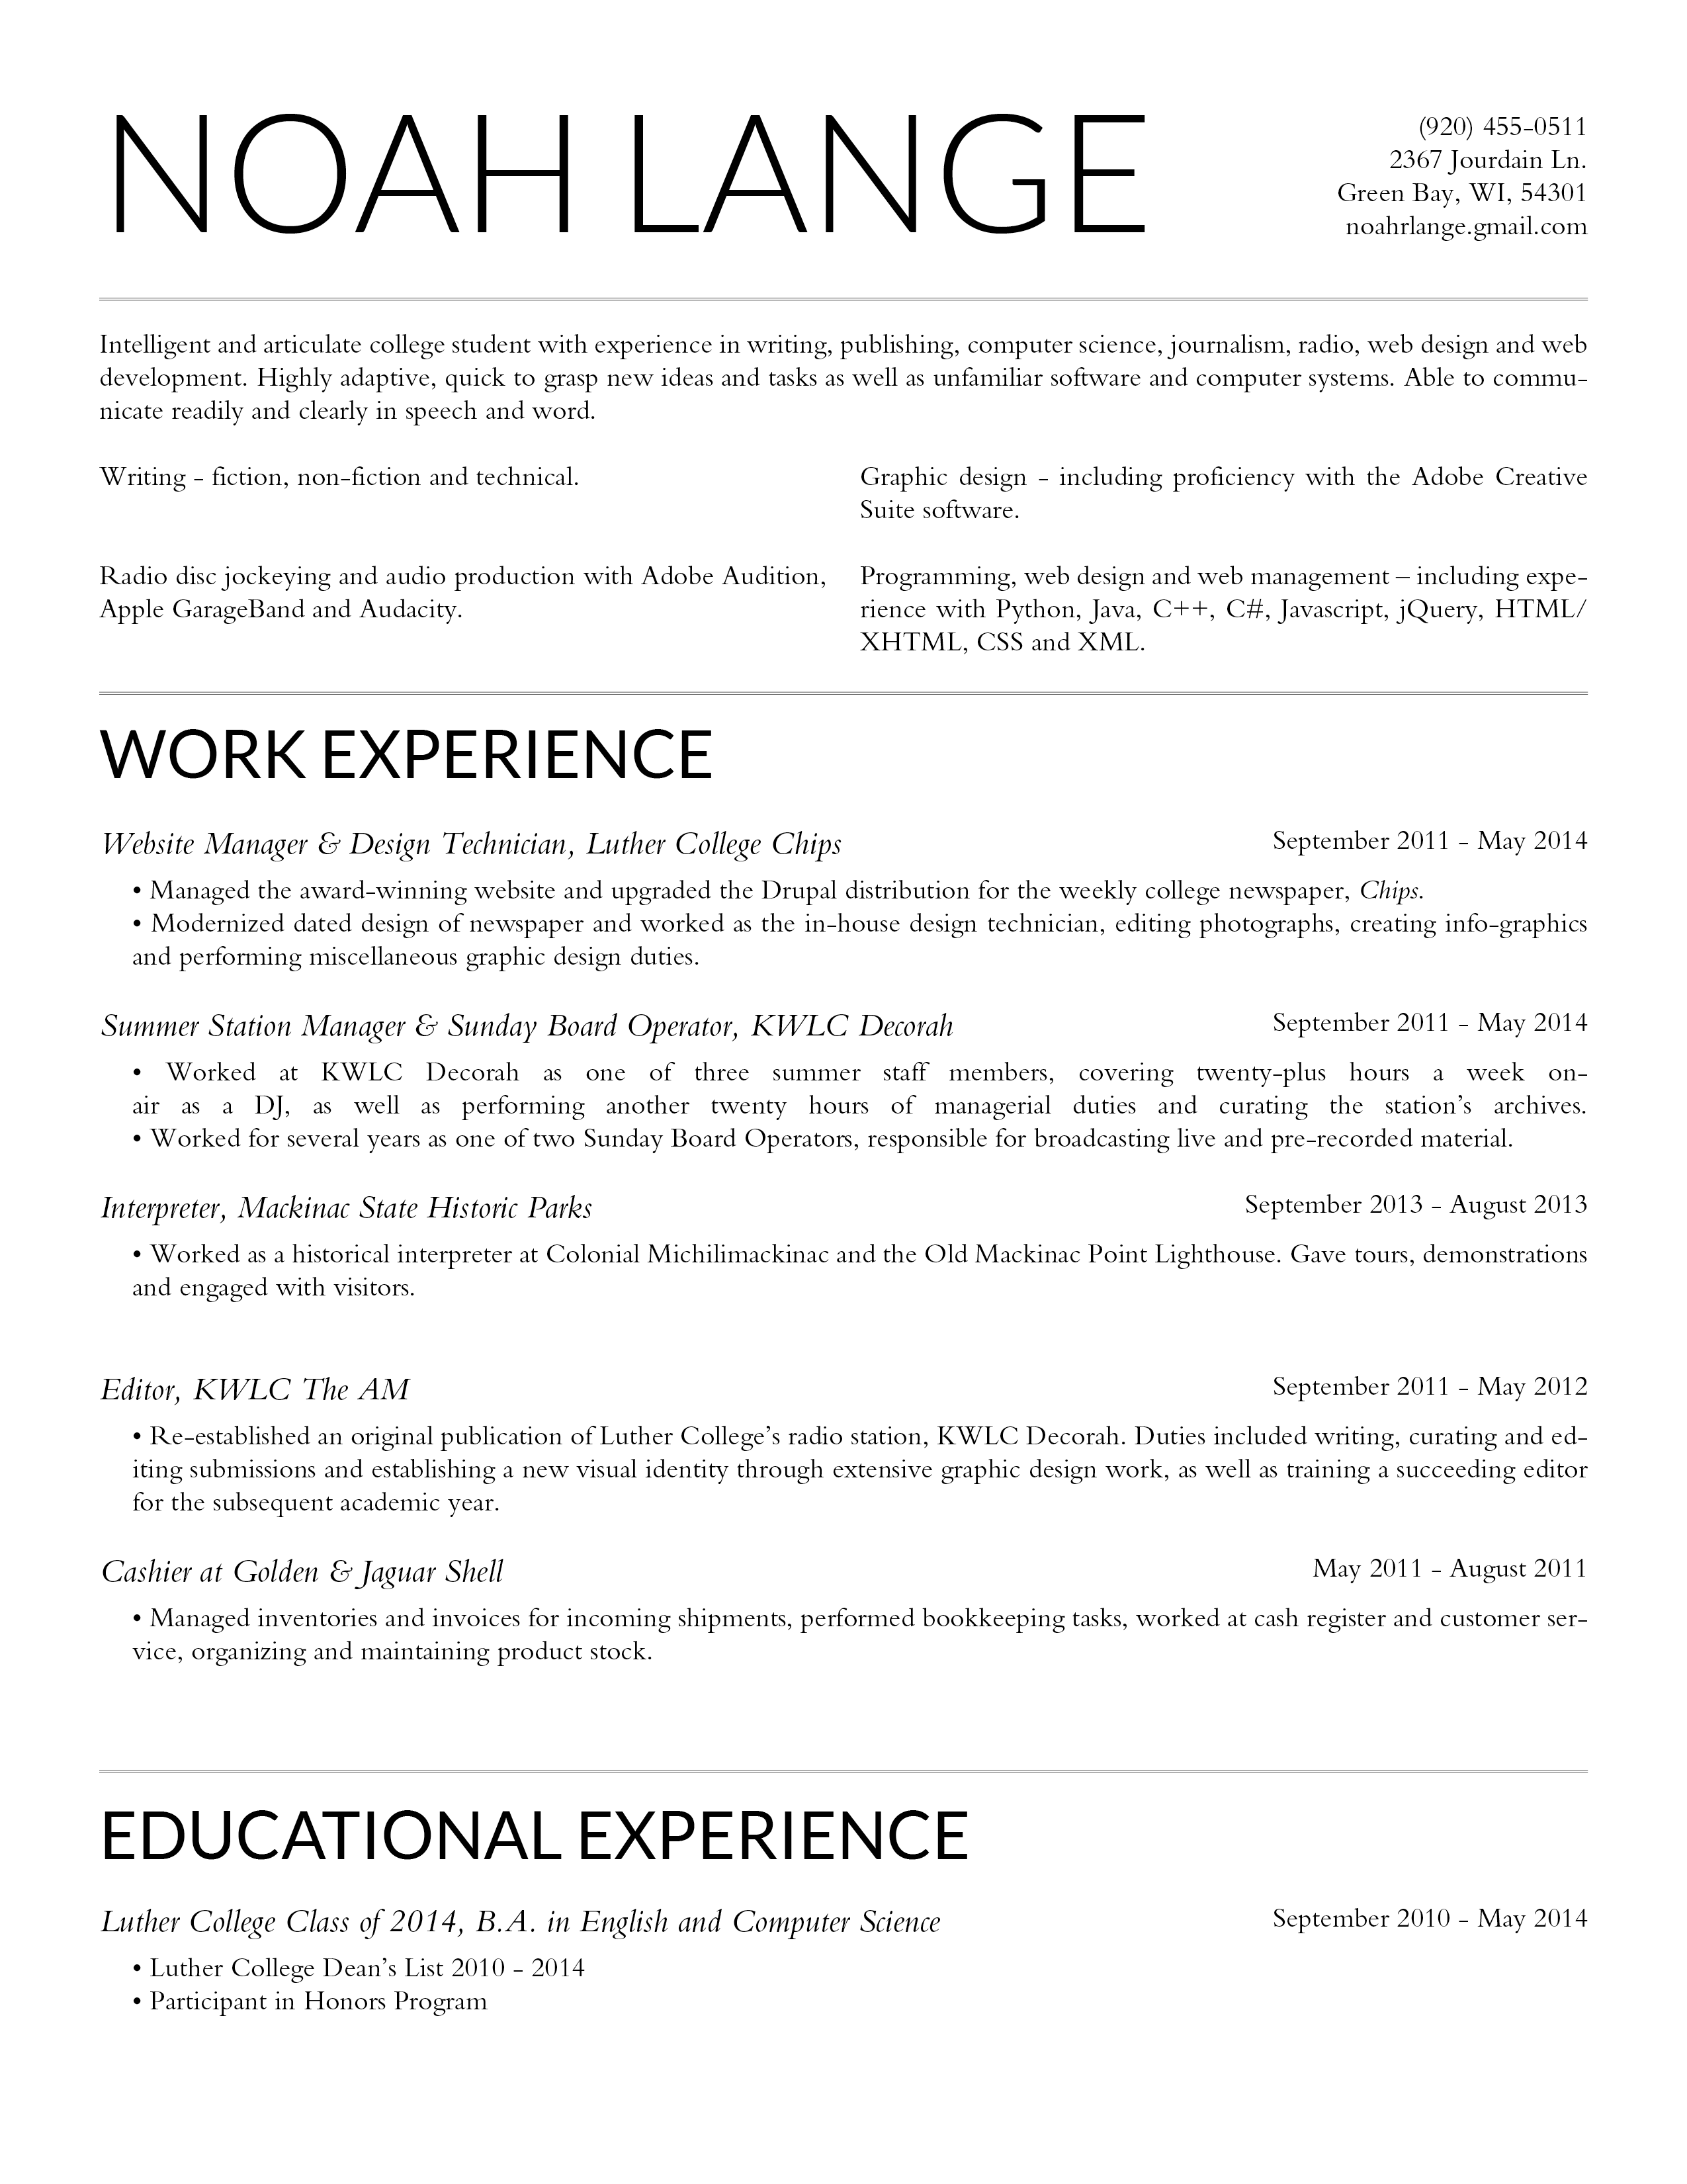 NOAH LANGE
(920) 455-0511
2367 Jourdain Ln.
Green Bay, WI, 54301
noahrlange.gmail.com
Intelligent and articulate college student with experience in writing, publishing, computer science, journalism, radio, web design and web
development. Highly adaptive, quick to grasp new ideas and tasks as well as unfamiliar software and computer systems. Able to commu-
nicate readily and clearly in speech and word.
Writing - fiction, non-fiction and technical.
Graphic design - including proficiency with the Adobe Creative
Suite software.
Radio disc jockeying and audio production with Adobe Audition,
Apple GarageBand and Audacity.
Programming, web design and web management – including expe-
rience with Python, Java, C++, C#, Javascript, jQuery, HTML/
XHTML, CSS and XML.
WORK EXPERIENCE
Website Manager & Design Technician, Luther College Chips
September 2011 - May 2014
• Managed the award-winning website and upgraded the Drupal distribution for the weekly college newspaper, Chips.
• Modernized dated design of newspaper and worked as the in-house design technician, editing photographs, creating info-graphics
and performing miscellaneous graphic design duties.
Summer Station Manager & Sunday Board Operator, KWLC Decorah
September 2011 - May 2014
• Worked at KWLC Decorah as one of three summer staff members, covering twenty-plus hours a week on-
air as a DJ, as well as performing another twenty hours of managerial duties and curating the station's archives.
• Worked for several years as one of two Sunday Board Operators, responsible for broadcasting live and pre-recorded material.
Interpreter, Mackinac State Historic Parks
September 2013 - August 2013
• Worked as a historical interpreter at Colonial Michilimackinac and the Old Mackinac Point Lighthouse. Gave tours, demonstrations
and engaged with visitors.
Editor, KWLC The AM
September 2011 - May 2012
• Re-established an original publication of Luther College's radio station, KWLC Decorah. Duties included writing, curating and ed-
iting submissions and establishing a new visual identity through extensive graphic design work, as well as training a succeeding editor
for the subsequent academic year.
Cashier at Golden & Jaguar Shell
May 2011 - August 2011
• Managed inventories and invoices for incoming shipments, performed bookkeeping tasks, worked at cash register and customer ser-
vice, organizing and maintaining product stock.
EDUCATIONAL EXPERIENCE
Luther College Class of 2014, B.A. in English and Computer Science
September 2010 - May 2014
• Luther College Dean's List 2010 - 2014
• Participant in Honors Program